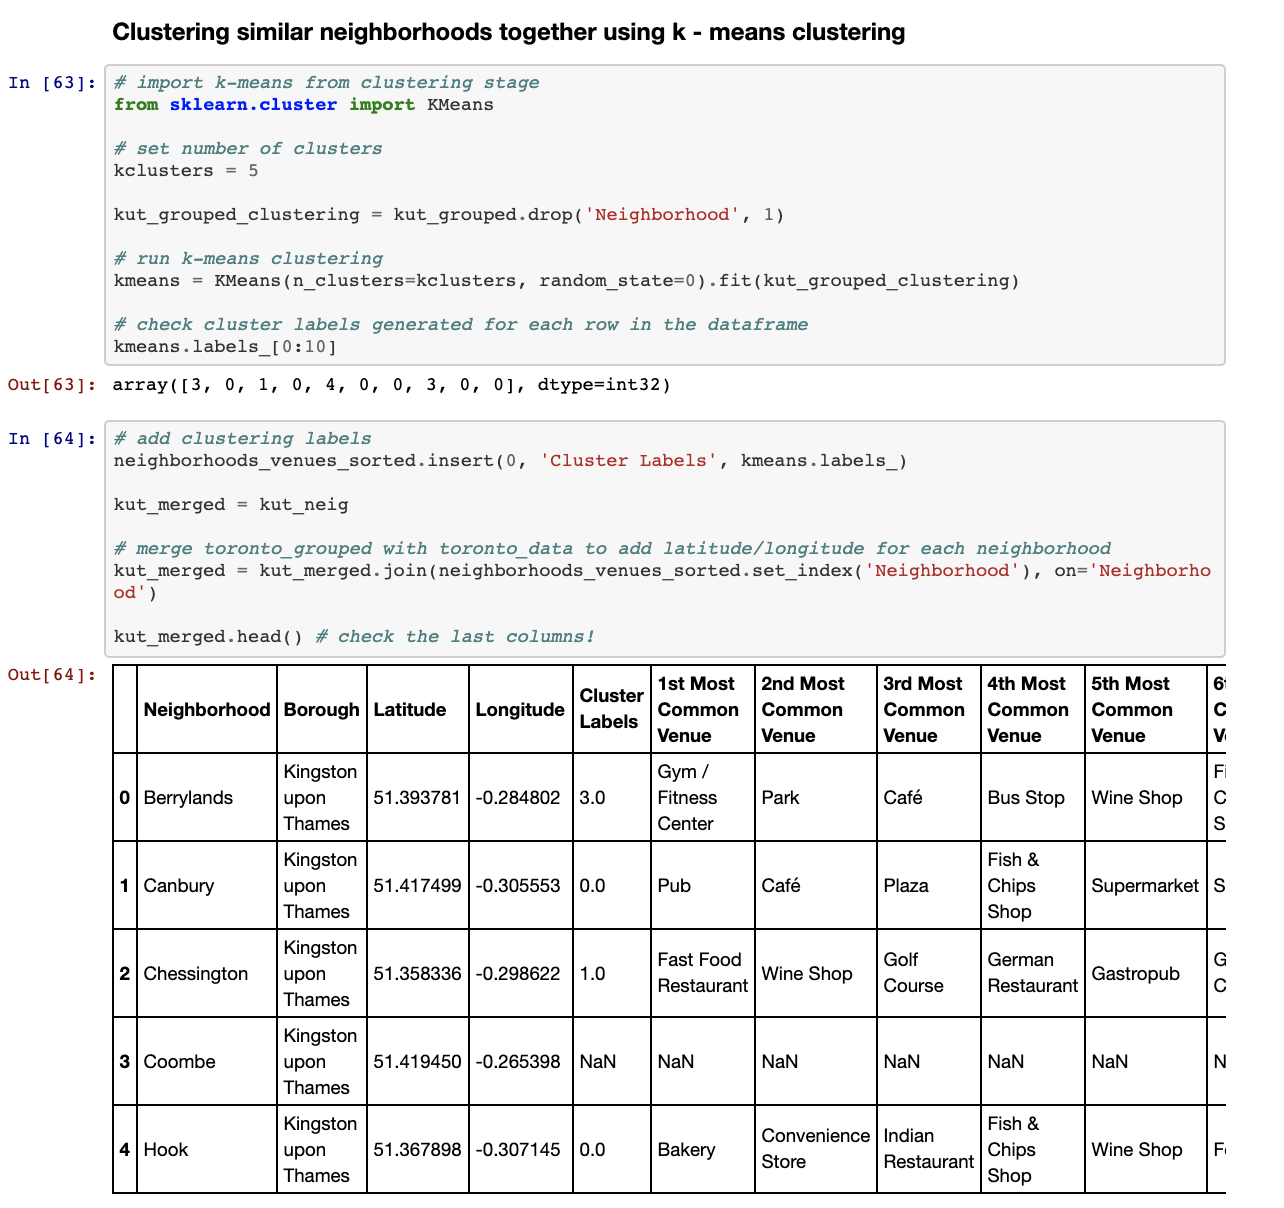 Clustering similar neighborhoods together using k - means clustering
In [63]: # import k-means from clustering stage
from sklearn.cluster import KMeans
# set number of clusters
kclusters = 5
kut_grouped_clustering = kut_grouped.drop('Neighborhood', 1)
# run k-means clustering
kmeans = KMeans(n_clusters=kclusters, random_state=0).fit(kut_grouped_clustering)
# check cluster labels generated for each row in the dataframe
kmeans.labels_[0:10]
Out[63]: array([3, 0, 1, 0, 4, 0, 0, 3, 0, 0], dtype=int32)
In [64]: # add clustering labels
neighborhoods_venues_sorted.insert(0, 'Cluster Labels', kmeans.labels_)
kut_merged = kut_neig
# merge toronto_grouped with toronto_data to add latitude/longitude for each neighborhood
kut_merged = kut_merged.join(neighborhoods_venues_sorted.set_index('Neighborhood'), on='Neighborho
od')
kut_merged.head() # check the last columns!
Out[64]:
Neighborhood Borough Latitude Longitude Cluster Labels 1st Most Common Venue 2nd Most Common Venue 3rd Most Common Venue 4th Most Common Venue 5th Most Common Venue
0 Berrylands Kingston upon Thames 51.393781 -0.284802 3.0 Gym / Fitness Center Park Café Bus Stop Wine Shop
1 Canbury Kingston upon Thames 51.417499 -0.305553 0.0 Pub Café Plaza Fish & Chips Shop Supermarket
2 Chessington Kingston upon Thames 51.358336 -0.298622 1.0 Fast Food Restaurant Wine Shop Golf Course German Restaurant Gastropub
3 Coombe Kingston upon Thames 51.419450 -0.265398 NaN NaN NaN NaN NaN NaN
4 Hook Kingston upon Thames 51.367898 -0.307145 0.0 Bakery Convenience Store Indian Restaurant Fish & Chips Shop Wine Shop